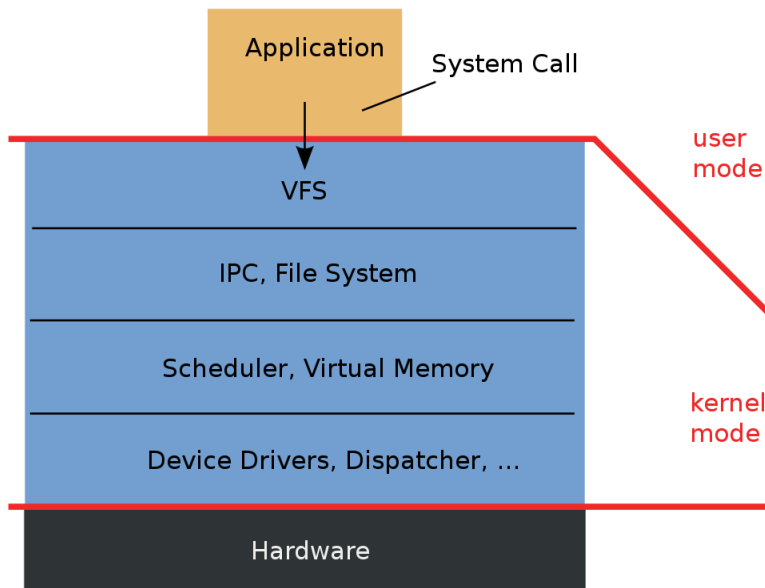 Application
System Call
user
mode
VFS
IPC, File System
Scheduler, Virtual Memory
kernel
mode
Device Drivers, Dispatcher, ...
Hardware